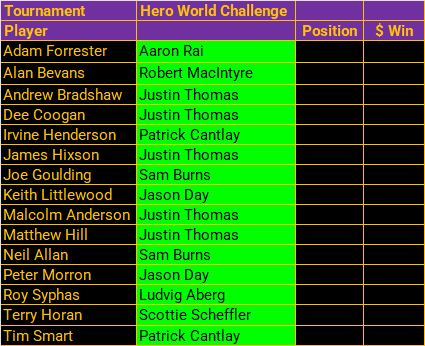 Tournament Hero World Challenge
Player Position $ Win
Adam Forrester Aaron Rai
Alan Bevans Robert MacIntyre
Andrew Bradshaw Justin Thomas
Dee Coogan Justin Thomas
Irvine Henderson Patrick Cantlay
James Hixson Justin Thomas
Joe Goulding Sam Burns
Keith Littlewood Jason Day
Malcolm Anderson Justin Thomas
Matthew Hill Justin Thomas
Neil Allan Sam Burns
Peter Morron Jason Day
Roy Syphas Ludvig Aberg
Terry Horan Scottie Scheffler
Tim Smart Patrick Cantlay